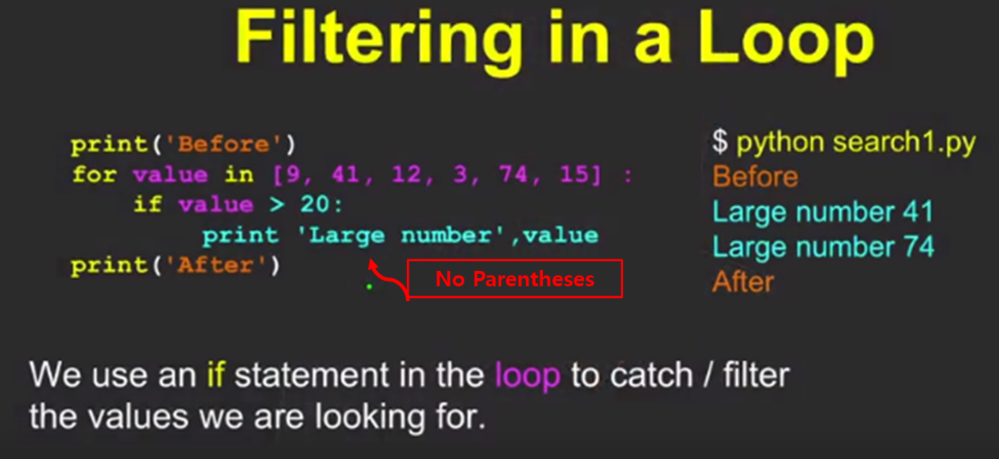 Filtering in a Loop
print('Before')
for value in [9, 41, 12, 3, 74, 15] :
if value > 20:
print 'Large number',value
print('After')
No Parentheses
$ python search1.py
Before
Large number 41
Large number 74
After
We use an if statement in the loop to catch / filter
the values we are looking for.